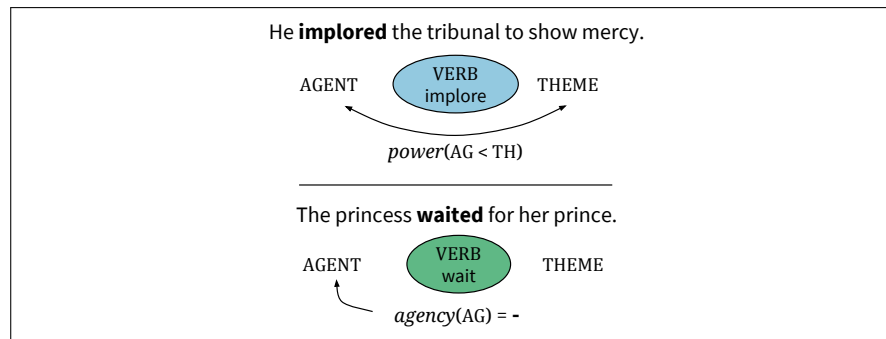 He implored the tribunal to show mercy.
AGENT VERB implore THEME
power(AG < TH)
The princess waited for her prince.
AGENT VERB wait THEME
agency(AG) = -